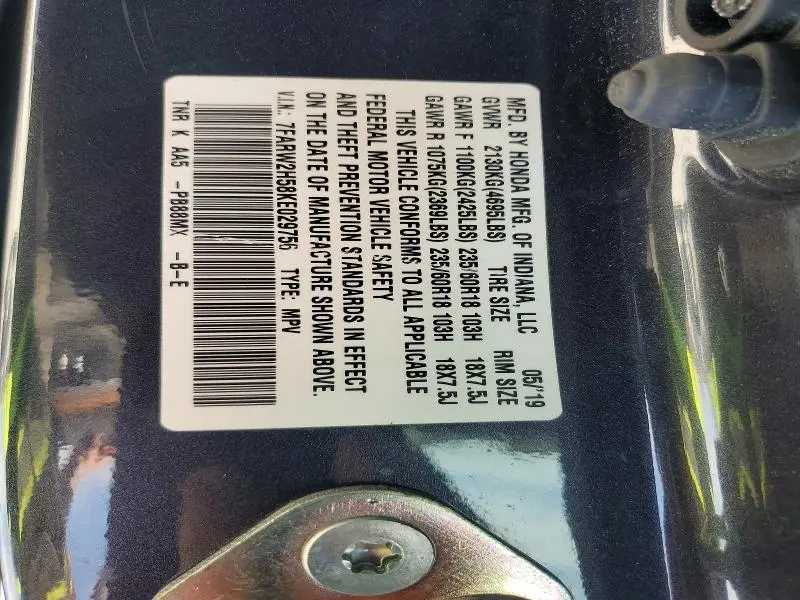 MFD. BY HONDA MFG. OF INDIANA, LLC 05/'19
GVWR 2130KG(4695LBS) TIRE SIZE RIM SIZE
GAWR F 1100KG(2425LBS) 235/60R18 103H 18X7.5J
GAWR R 1075KG(2369LBS) 235/60R18 103H 18X7.5J
THIS VEHICLE CONFORMS TO ALL APPLICABLE
FEDERAL MOTOR VEHICLE SAFETY
AND THEFT PREVENTION STANDARDS IN EFFECT
ON THE DATE OF MANUFACTURE SHOWN ABOVE.
V.I.N.: 7FARW2H58KE029756 TYPE: MPV
TNR K AA5 -PB88MX -B-E